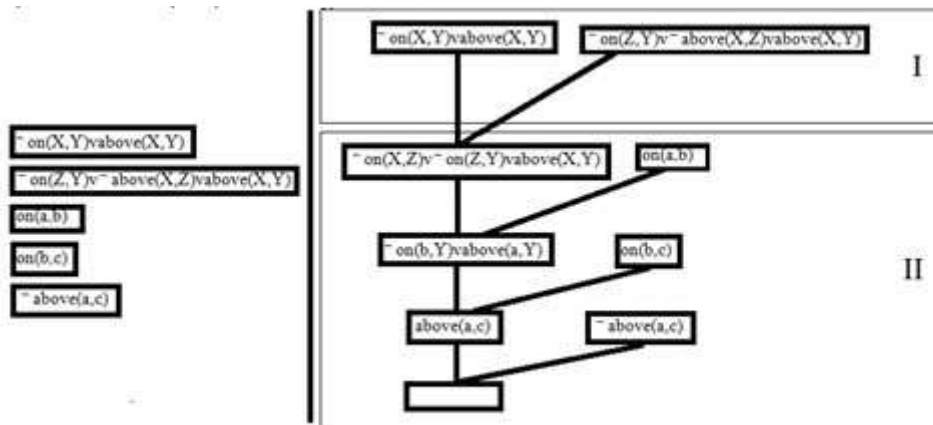 ¯ on(X,Y)vabove(X,Y)
¯ on(Z,Y)v¯ above(X,Z)vabove(X,Y)
on(a,b)
on(b,c)
¯ above(a,c)
¯ on(X,Y)vabove(X,Y)
¯ on(Z,Y)v¯ above(X,Z)vabove(X,Y)
I
¯ on(X,Z)v¯ on(Z,Y)vabove(X,Y)
on(a,b)
¯ on(b,Y)vabove(a,Y)
on(b,c)
II
above(a,c)
¯ above(a,c)